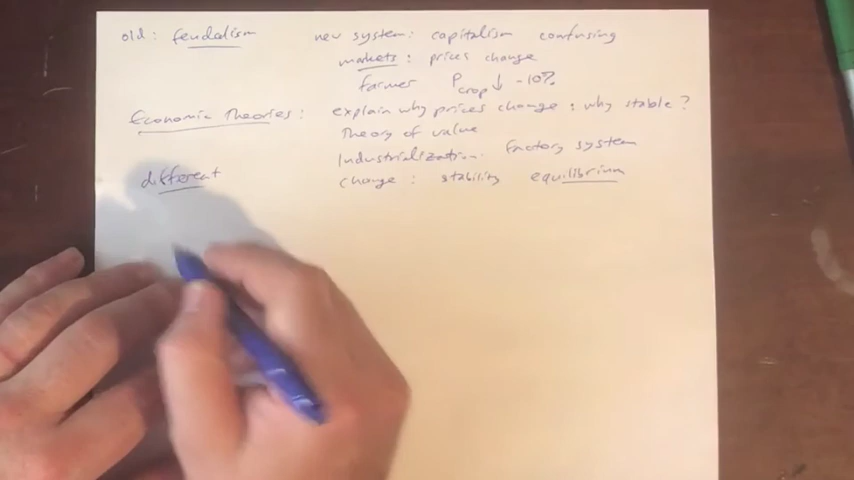 old: feudalism new system: capitalism confusing
markets: prices change
farmer Pcrop↓ -10%
Economic Theories: explain why prices change: why stable?
Theory of value
Industrialization. factory system
different change: stability equilibrium